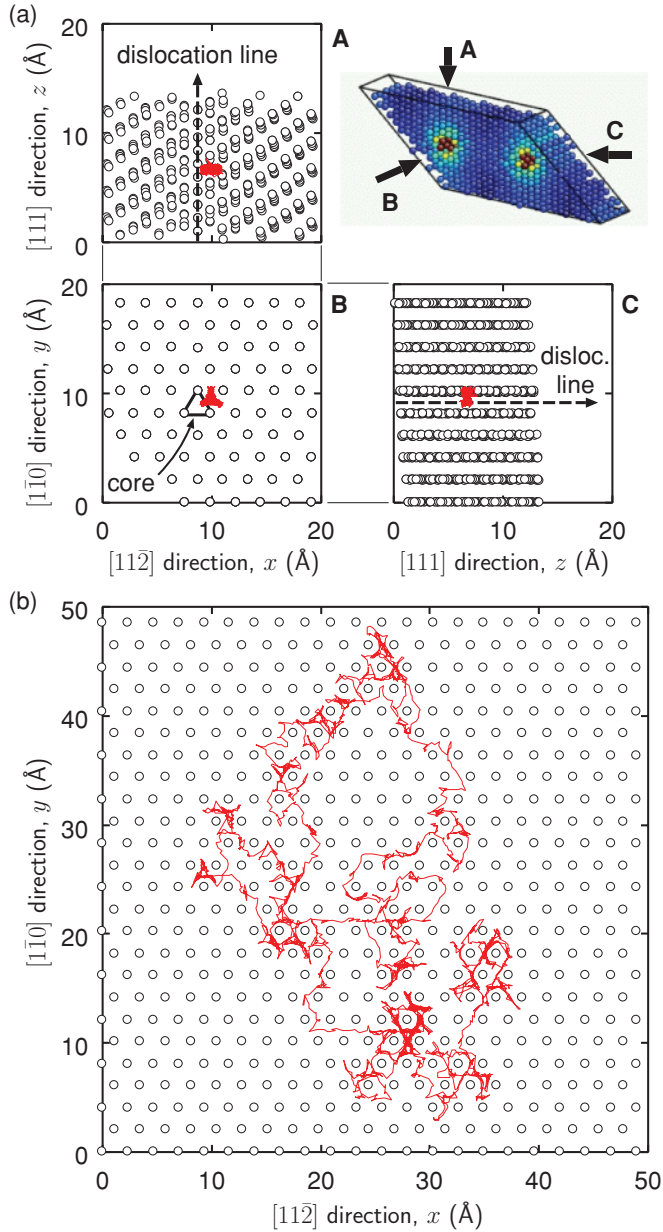 (a)
20
10
0
[111] direction, z (Å)
dislocation line
A
A
B
C
20
10
0
[11̄0] direction, y (Å)
B
core
0 10 20
[112̄] direction, x (Å)
C
disloc.
line
0 10 20
[111] direction, z (Å)
(b)
50
40
30
20
10
0
[11̄0] direction, y (Å)
0 10 20 30 40 50
[112̄] direction, x (Å)